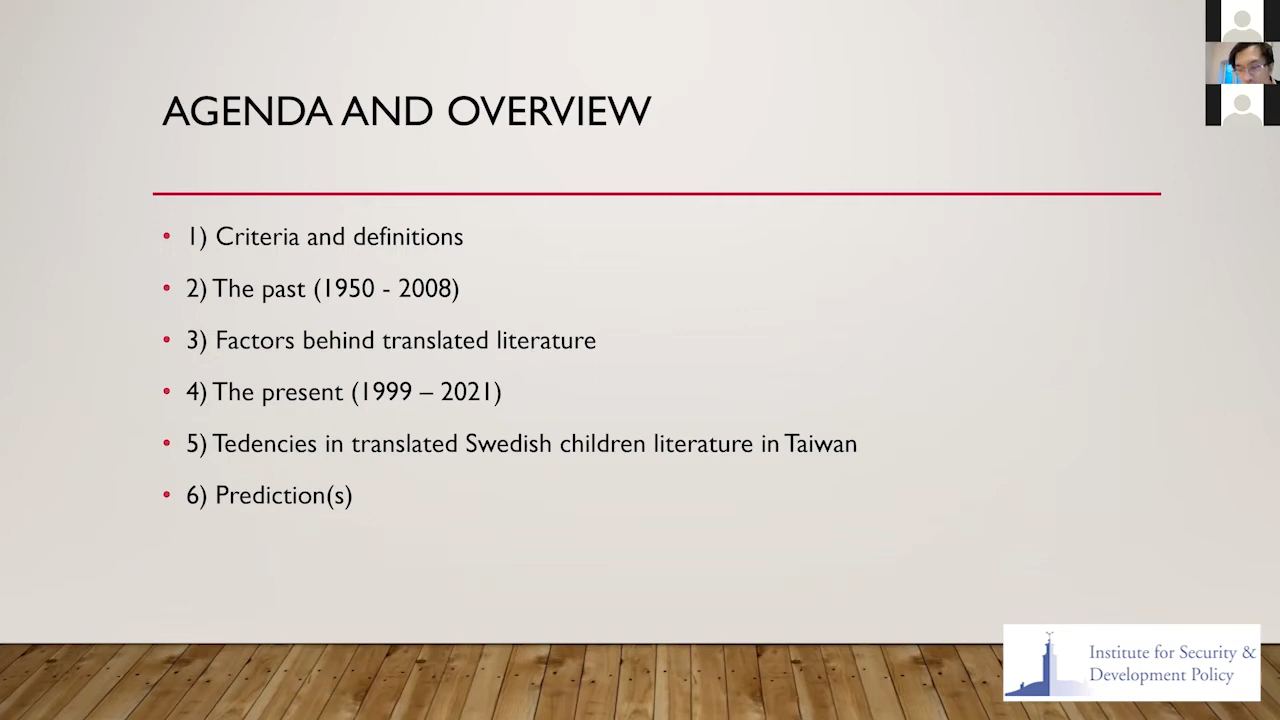 AGENDA AND OVERVIEW
• 1) Criteria and definitions
• 2) The past (1950 - 2008)
• 3) Factors behind translated literature
• 4) The present (1999 – 2021)
• 5) Tedencies in translated Swedish children literature in Taiwan
• 6) Prediction(s)
Institute for Security &
Development Policy